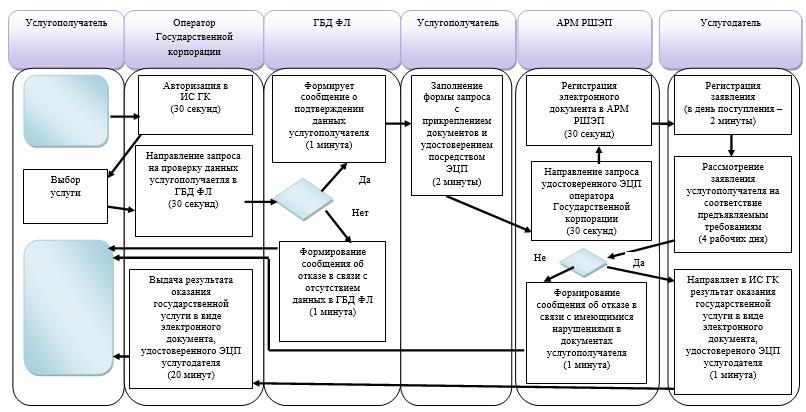 Услугополучатель
Оператор
Государственной
корпорации
ГБД ФЛ
Услугополучатель
АРМ РШЭП
Услугодатель
Авторизация в
ИС ГК
(30 секунд)
Выбор
услуги
Направление запроса
на проверку данных
услугополучаетля в
ГБД ФЛ
(30 секунд)
Формирует
сообщение о
подтверждении
данных
услугополучателя
(1 минута)
Да
Нет
Формирование
сообщения об
отказе в связи с
отсутствием
данных в ГБД ФЛ
(1 минута)
Заполнение
формы запроса
с
прикреплением
документов и
удостоверением
посредством
ЭЦП
(2 минуты)
Регистрация
электронного
документа в АРМ
РШЭП
(30 секунд)
Направление запроса
удостоверенного ЭЦП
оператора
Государственной
корпорации
(30 секунд)
Регистрация
заявления
(в день поступления –
2 минуты)
Рассмотрение
заявления
услугополучателя на
соответствие
предъявляемым
требованиям
(4 рабочих дня)
Не
Да
Формирование
сообщения об отказе в
связи с имеющимися
нарушениями в
документах
услугополучателя
(1 минута)
Направляет в ИС ГК
результат оказания
государственной
услуги в виде
электронного
документа,
удостовереного ЭЦП
услугодателя
(1 минута)
Выдача результата
оказания
государственной
услуги в виде
электронного
документа,
удостоверенного ЭЦП
услугодателя
(20 минут)